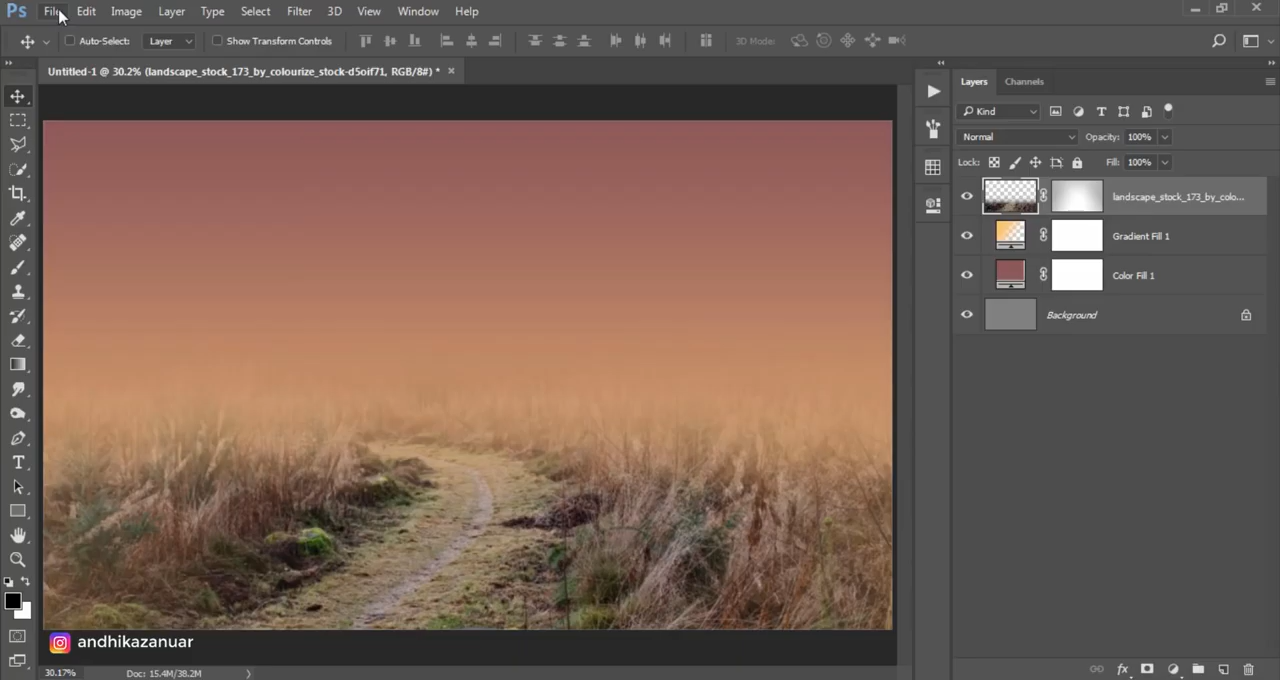 Ps File Edit Image Layer Type Select Filter 3D View Window Help
Auto-Select: Layer Show Transform Controls 3D Mode:
Untitled-1 @ 30.2% (landscape_stock_173_by_colourize_stock-d5oif71, RGB/8#) *
Layers Channels
Kind
Normal Opacity: 100%
Lock: Fill: 100%
landscape_stock_173_by_colo...
Gradient Fill 1
Color Fill 1
Background
andhikazanuar
30.17% Doc: 15.4M/38.2M